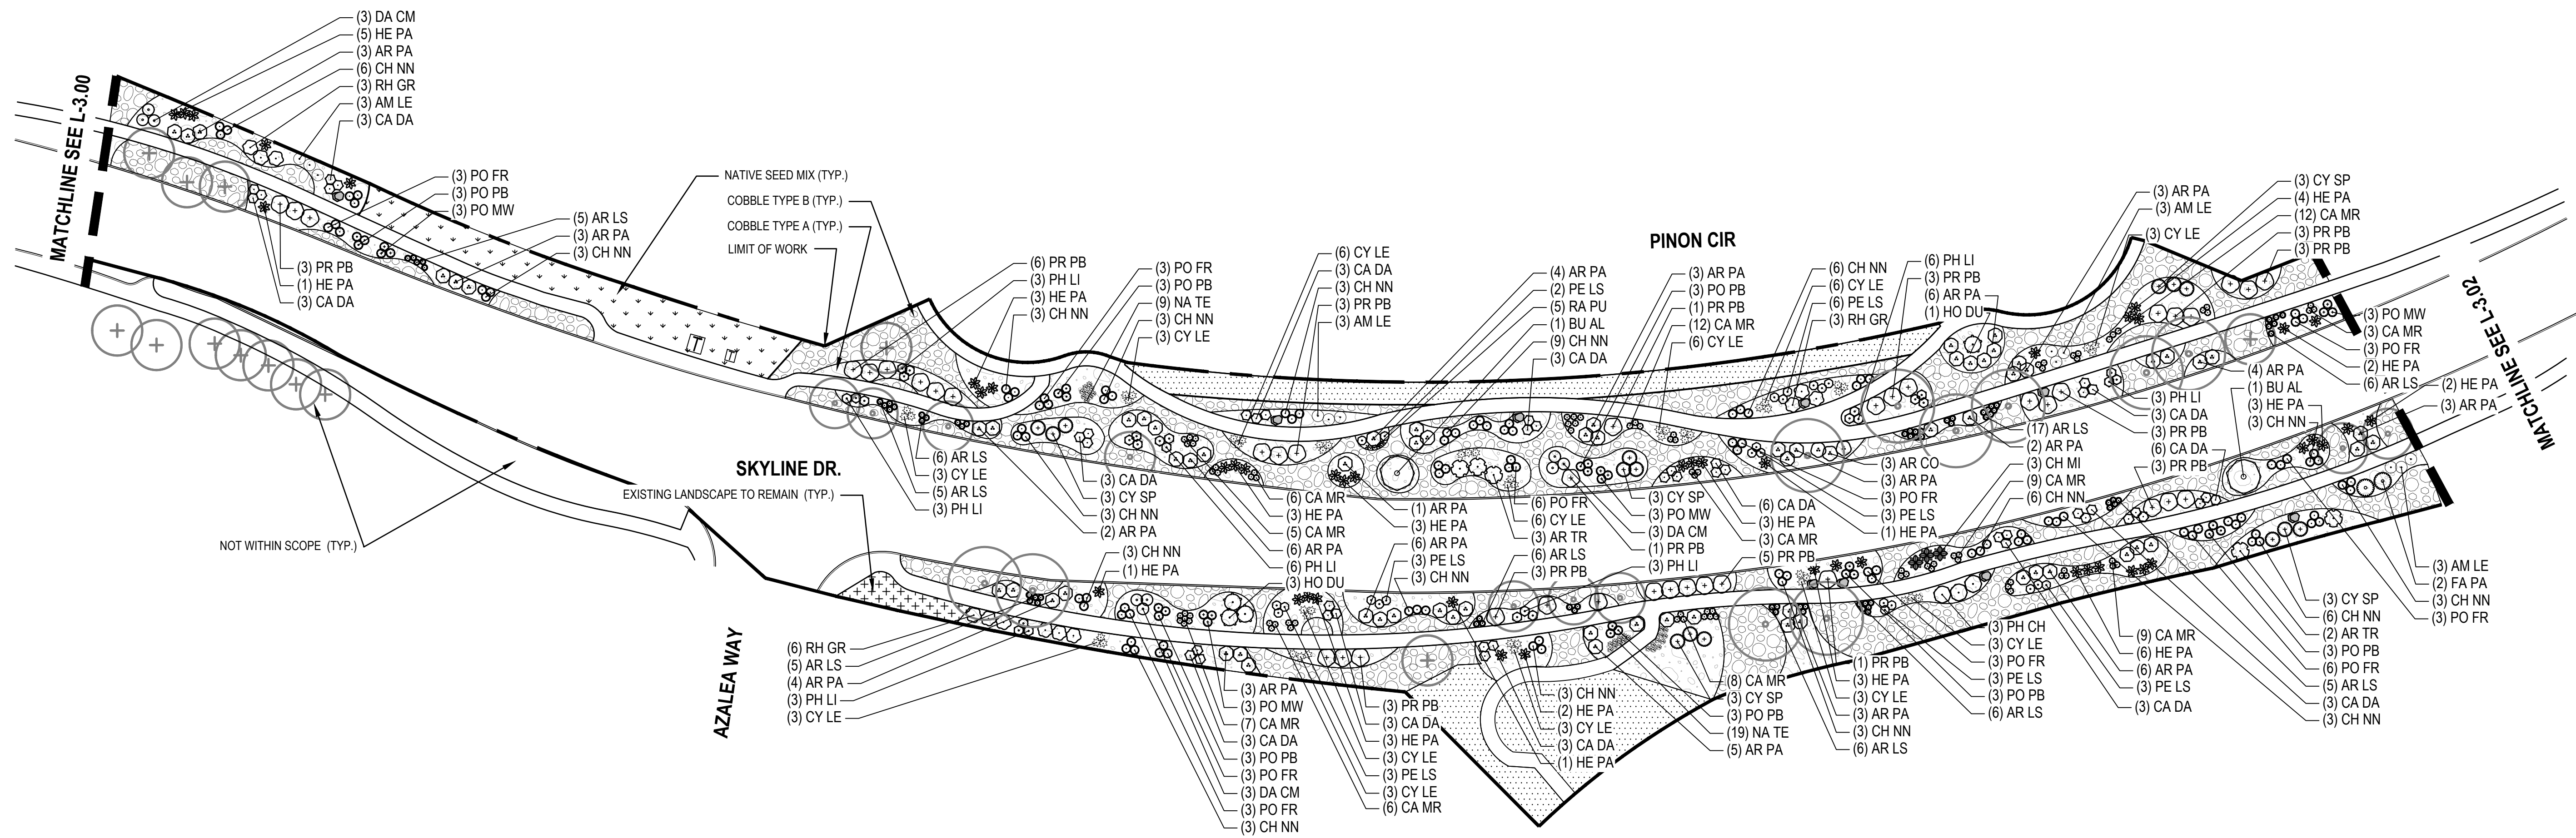 (3) DA CM
(5) HE PA
(3) AR PA
(6) CH NN
(3) RH GR
(3) AM LE
(3) CA DA
MATCHLINE SEE L-3.00
(3) PO FR
(3) PO PB
(3) PO MW
(5) AR LS
(3) AR PA
(3) CH NN
(3) PR PB
(1) HE PA
(3) CA DA
NATIVE SEED MIX (TYP.)
COBBLE TYPE B (TYP.)
COBBLE TYPE A (TYP.)
LIMIT OF WORK
(6) PR PB
(3) PH LI
(3) HE PA
(3) CH NN
(3) PO FR
(3) PO PB
(9) NA TE
(3) CH NN
(3) CY LE
(6) CY LE
(3) CA DA
(3) CH NN
(3) PR PB
(3) AM LE
(4) AR PA
(2) PE LS
(5) RA PU
(1) BU AL
(9) CH NN
(3) CA DA
PINON CIR
(3) AR PA
(3) PO PB
(1) PR PB
(12) CA MR
(6) CY LE
(6) CH NN
(6) CY LE
(6) PE LS
(3) RH GR
(6) PH LI
(3) PR PB
(6) AR PA
(1) HO DU
(3) AR PA
(3) AM LE
(3) CY LE
(3) CY SP
(4) HE PA
(12) CA MR
(3) PR PB
(3) PR PB
(3) PO MW
(3) CA MR
(3) PO FR
(2) HE PA
(6) AR LS
MATCHLINE SEE L-3.02
(2) HE PA
(3) AR PA
(4) AR PA
(1) BU AL
(3) HE PA
(3) CH NN
(3) PH LI
(3) CA DA
(3) PR PB
(6) CA DA
(3) PR PB
(17) AR LS
(2) AR PA
(3) CH MI
(9) CA MR
(6) CH NN
(3) AR CO
(3) AR PA
(3) PO FR
(3) PE LS
(1) HE PA
(6) CA DA
(3) HE PA
(3) CA MR
(5) PR PB
(3) CY SP
(3) PO MW
(3) DA CM
(1) PR PB
(3) PH LI
(6) PO FR
(6) CY LE
(3) AR TR
(6) AR LS
(3) PR PB
(1) AR PA
(3) HE PA
(6) AR PA
(3) PE LS
(3) CH NN
(6) CA MR
(3) HE PA
(5) CA MR
(6) AR PA
(6) PH LI
(3) HO DU
(3) CA DA
(3) CY SP
(3) CH NN
(2) AR PA
(6) AR LS
(3) CY LE
(5) AR LS
(3) PH LI
SKYLINE DR.
EXISTING LANDSCAPE TO REMAIN (TYP.)
NOT WITHIN SCOPE (TYP.)
(3) CH NN
(1) HE PA
AZALEA WAY
(6) RH GR
(5) AR LS
(4) AR PA
(3) PH LI
(3) CY LE
(3) AR PA
(3) PO MW
(7) CA MR
(3) CA DA
(3) PO PB
(3) PO FR
(3) DA CM
(3) PO FR
(3) CH NN
(3) PR PB
(3) CA DA
(3) HE PA
(3) CY LE
(3) PE LS
(3) CY LE
(6) CA MR
(3) CH NN
(2) HE PA
(3) CY LE
(3) CA DA
(1) HE PA
(8) CA MR
(3) CY SP
(3) PO PB
(19) NA TE
(5) AR PA
(1) PR PB
(3) HE PA
(3) CY LE
(3) AR PA
(3) CH NN
(6) AR LS
(3) PH CH
(3) CY LE
(3) PO FR
(3) PE LS
(3) PO PB
(6) AR LS
(9) CA MR
(6) HE PA
(6) AR PA
(3) PE LS
(3) CA DA
(3) CY SP
(6) CH NN
(2) AR TR
(3) PO PB
(6) PO FR
(5) AR LS
(3) CA DA
(3) CH NN
(3) AM LE
(2) FA PA
(3) CH NN
(3) PO FR